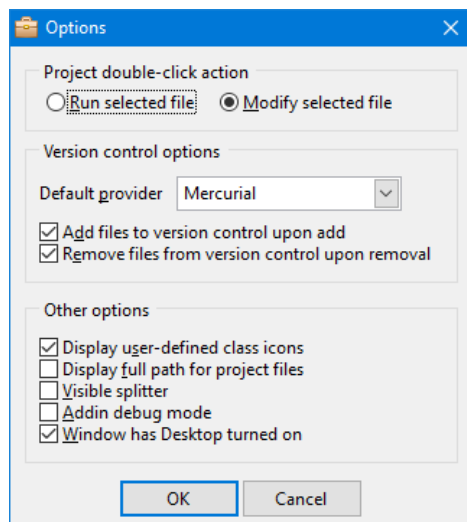 Options
Project double-click action
Run selected file Modify selected file
Version control options
Default provider Mercurial
Add files to version control upon add
Remove files from version control upon removal
Other options
Display user-defined class icons
Display full path for project files
Visible splitter
Addin debug mode
Window has Desktop turned on
OK Cancel